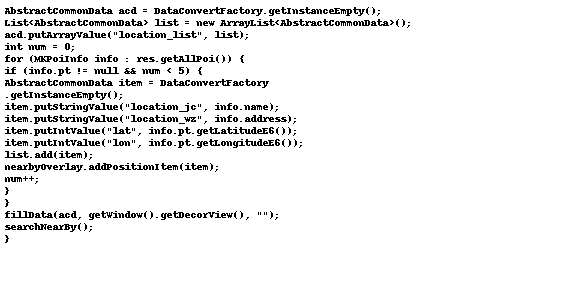 AbstractCommonData acd = DataConvertFactory.getInstanceEmpty();
List<AbstractCommonData> list = new ArrayList<AbstractCommonData>();
acd.putArrayValue("location_list", list);
int num = 0;
for (MKPoiInfo info : res.getAllPoi()) {
if (info.pt != null && num < 5) {
AbstractCommonData item = DataConvertFactory
.getInstanceEmpty();
item.putStringValue("location_jc", info.name);
item.putStringValue("location_wz", info.address);
item.putIntValue("lat", info.pt.getLatitudeE6());
item.putIntValue("lon", info.pt.getLongitudeE6());
list.add(item);
nearbyOverlay.addPositionItem(item);
num++;
}
}
fillData(acd, getWindow().getDecorView(), "");
searchNearBy();
}